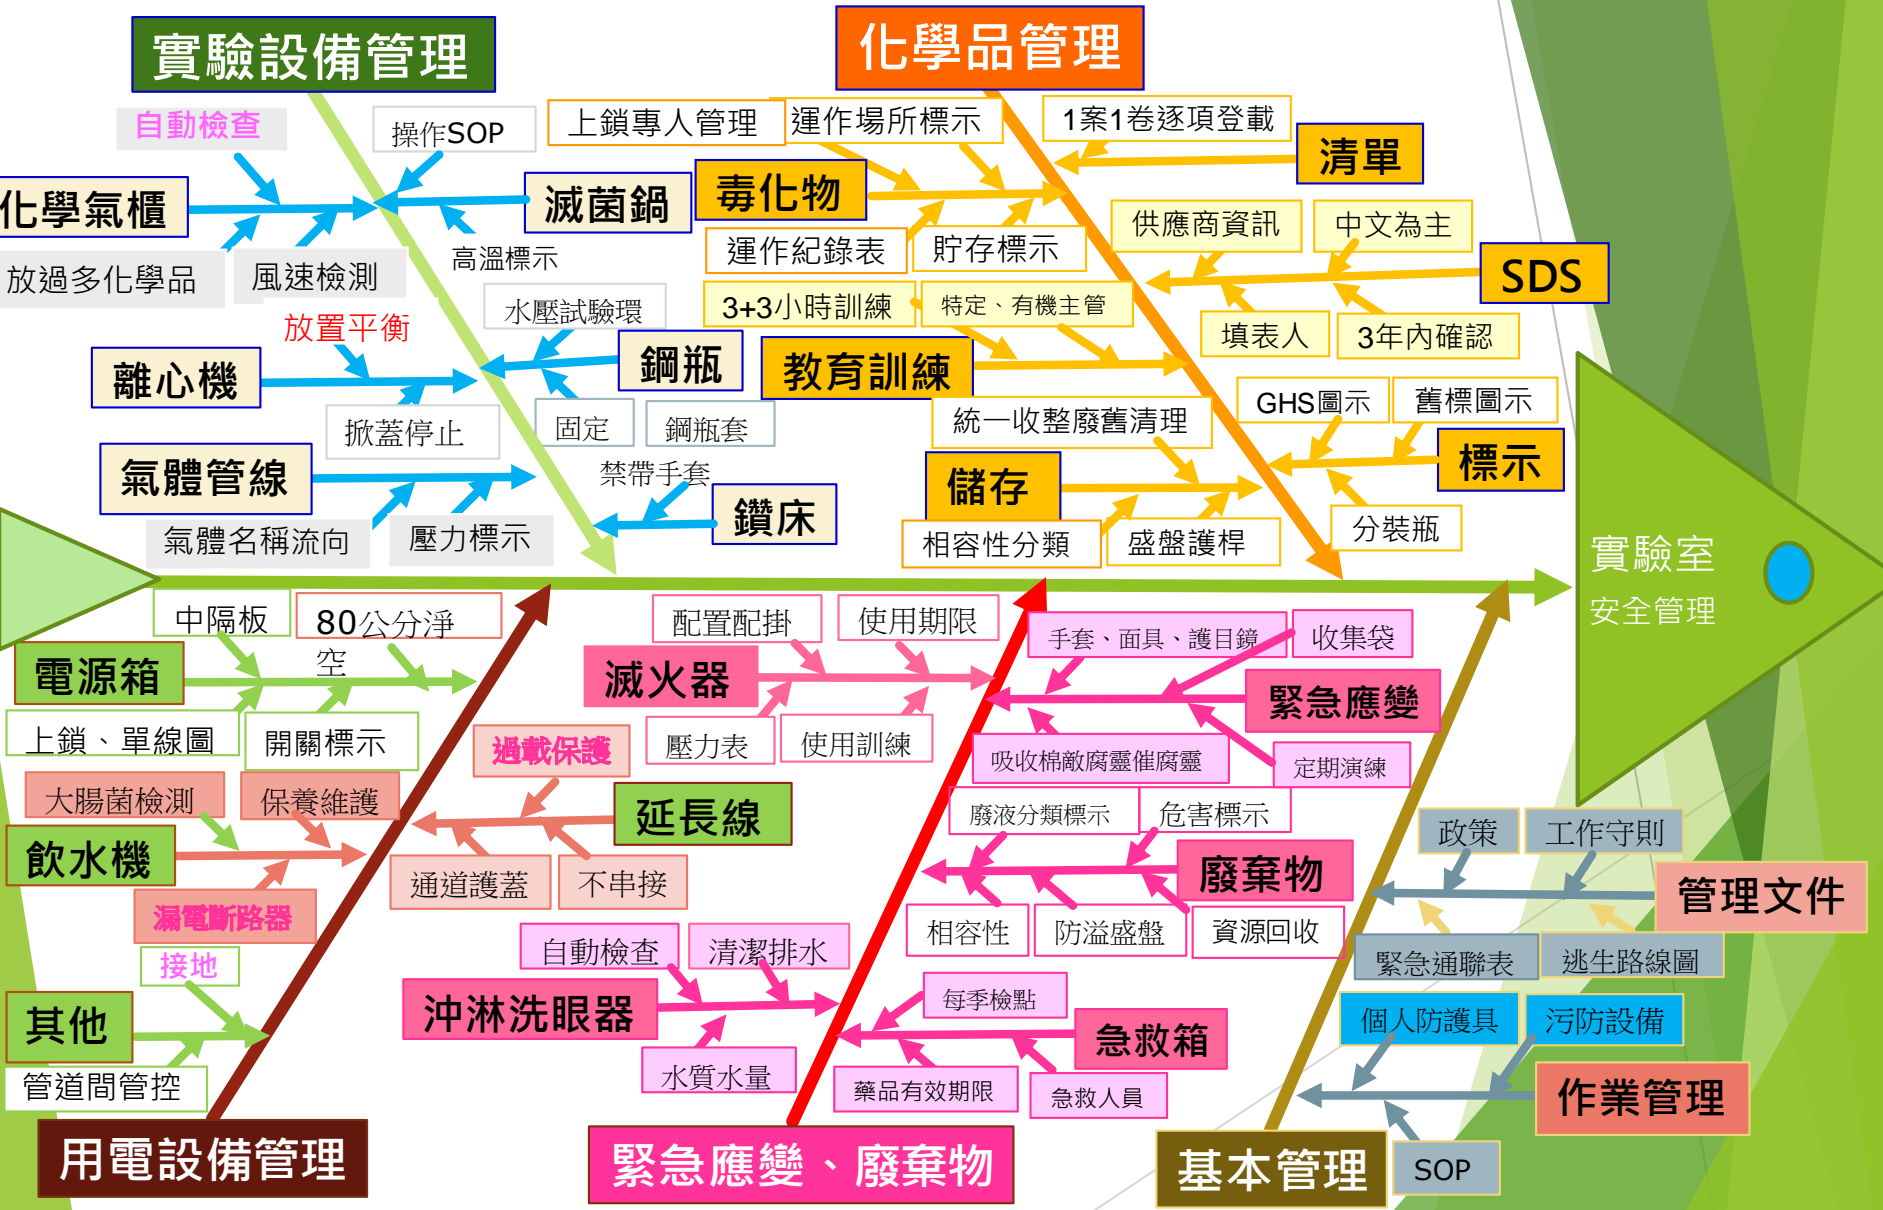 實驗設備管理
化學品管理
自動檢查
操作SOP
上鎖專人管理
運作場所標示
1案1卷逐項登載
清單
化學氣櫃
滅菌鍋
毒化物
供應商資訊
中文為主
放過多化學品
風速檢測
高溫標示
運作紀錄表
貯存標示
SDS
放置平衡
水壓試驗環
3+3小時訓練
特定、有機主管
填表人
3年內確認
離心機
鋼瓶
教育訓練
掀蓋停止
固定
鋼瓶套
統一收整廢舊清理
GHS圖示
舊標圖示
氣體管線
禁帶手套
鑽床
儲存
標示
氣體名稱流向
壓力標示
相容性分類
盛盤護桿
分裝瓶
實驗室
安全管理
中隔板
80公分淨
空
配置配掛
使用期限
手套、面具、護目鏡
收集袋
電源箱
滅火器
緊急應變
上鎖、單線圖
開關標示
過載保護
壓力表
使用訓練
吸收棉敵腐靈催腐靈
定期演練
大腸菌檢測
保養維護
延長線
廢液分類標示
危害標示
政策
工作守則
飲水機
通道護蓋
不串接
廢棄物
管理文件
漏電斷路器
自動檢查
清潔排水
相容性
防溢盛盤
資源回收
緊急通聯表
逃生路線圖
接地
其他
沖淋洗眼器
每季檢點
急救箱
個人防護具
污防設備
管道間管控
水質水量
藥品有效期限
急救人員
作業管理
用電設備管理
緊急應變、廢棄物
基本管理
SOP